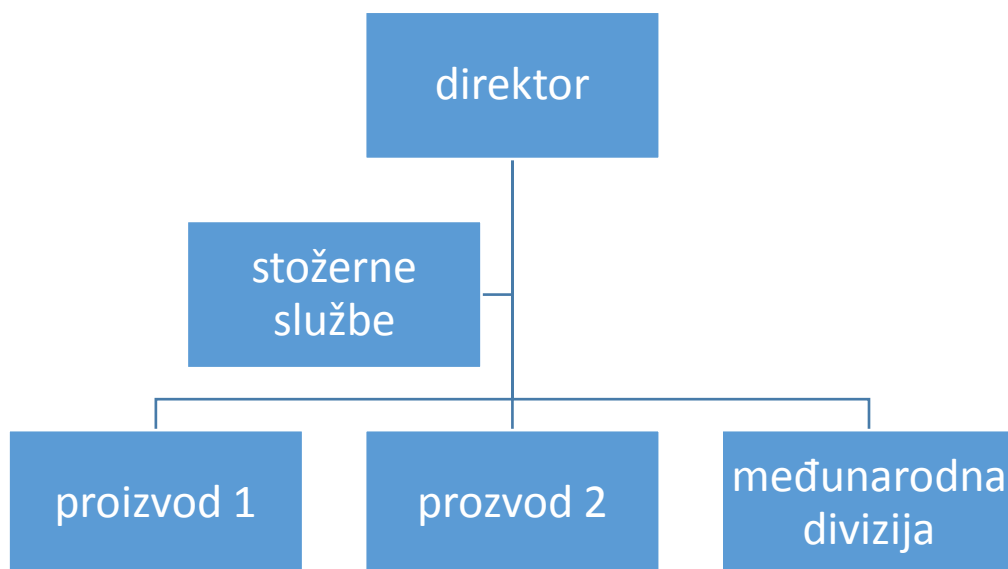 direktor
stožerne
službe
proizvod 1
prozvod 2
međunarodna
divizija